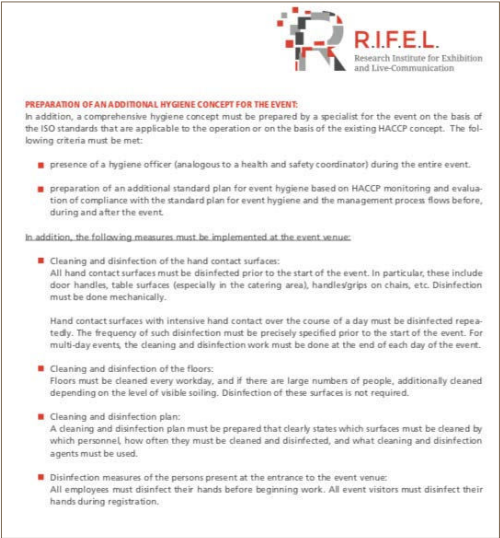 R.I.F.E.L.
Research Institute for Exhibition
and Live-Communication
PREPARATION OF AN ADDITIONAL HYGIENE CONCEPT FOR THE EVENT:
In addition, a comprehensive hygiene concept must be prepared by a specialist for the event on the basis of
the ISO standards that are applicable to the operation or on the basis of the existing HACCP concept. The fol-
lowing criteria must be met:
presence of a hygiene officer (analogous to a health and safety coordinator) during the entire event.
preparation of an additional standard plan for event hygiene based on HACCP monitoring and evalua-
tion of compliance with the standard plan for event hygiene and the management process flows before,
during and after the event.
In addition, the following measures must be implemented at the event venue:
Cleaning and disinfection of the hand contact surfaces:
All hand contact surfaces must be disinfected prior to the start of the event. In particular, these include
door handles, table surfaces (especially in the catering area), handles/grips on chairs, etc. Disinfection
must be done mechanically.
Hand contact surfaces with intensive hand contact over the course of a day must be disinfected repea-
tedly. The frequency of such disinfection must be precisely specified prior to the start of the event. For
multi-day events, the cleaning and disinfection work must be done at the end of each day of the event.
Cleaning and disinfection of the floors:
Floors must be cleaned every workday, and if there are large numbers of people, additionally cleaned
depending on the level of visible soiling. Disinfection of these surfaces is not required.
Cleaning and disinfection plan:
A cleaning and disinfection plan must be prepared that clearly states which surfaces must be cleaned by
which personnel, how often they must be cleaned and disinfected, and what cleaning and disinfection
agents must be used.
Disinfection measures of the persons present at the entrance to the event venue:
All employees must disinfect their hands before beginning work. All event visitors must disinfect their
hands during registration.